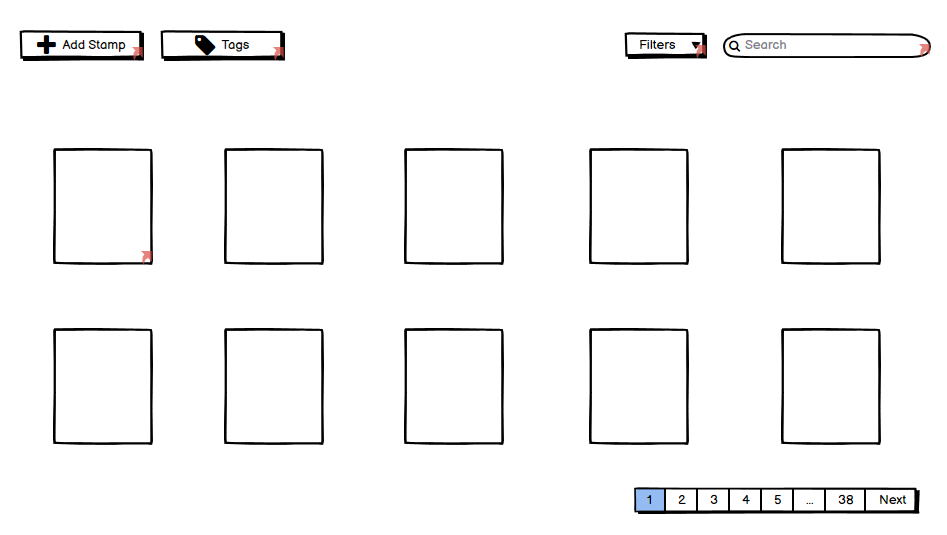 Add Stamp
Tags
Filters
Search
1 2 3 4 5 ... 38 Next